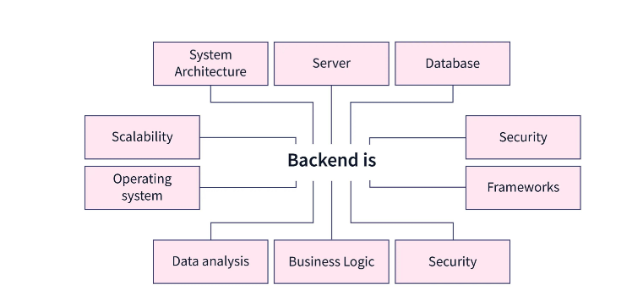 System
Architecture
Server
Database
Scalability
Security
Backend is
Operating
system
Frameworks
Data analysis
Business Logic
Security